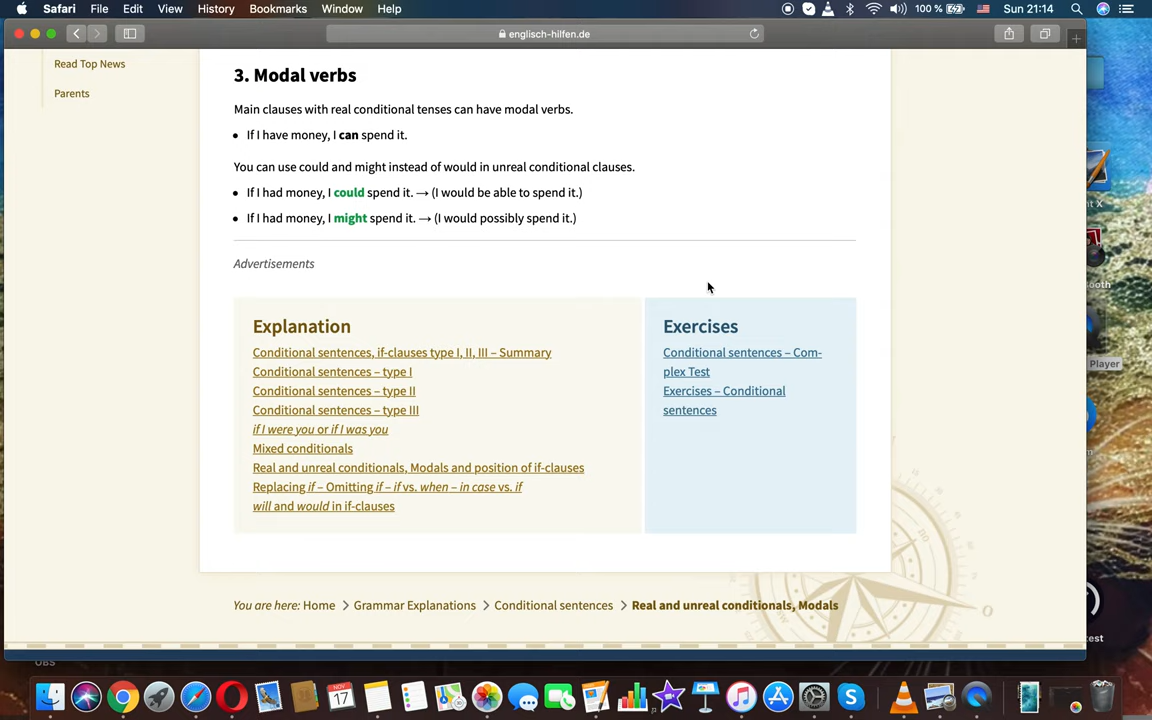 Safari File Edit View History Bookmarks Window Help 100 % Sun 21:14
englisch-hilfen.de
Read Top News
Parents
3. Modal verbs
Main clauses with real conditional tenses can have modal verbs.
• If I have money, I can spend it.
You can use could and might instead of would in unreal conditional clauses.
• If I had money, I could spend it. → (I would be able to spend it.)
• If I had money, I might spend it. → (I would possibly spend it.)
Advertisements
Explanation
Conditional sentences, if-clauses type I, II, III – Summary
Conditional sentences – type I
Conditional sentences – type II
Conditional sentences – type III
if I were you or if I was you
Mixed conditionals
Real and unreal conditionals, Modals and position of if-clauses
Replacing if – Omitting if – if vs. when – in case vs. if
will and would in if-clauses
Exercises
Conditional sentences – Com-
plex Test
Exercises – Conditional
sentences
You are here: Home > Grammar Explanations > Conditional sentences > Real and unreal conditionals, Modals
Player
OBS
NOV
17